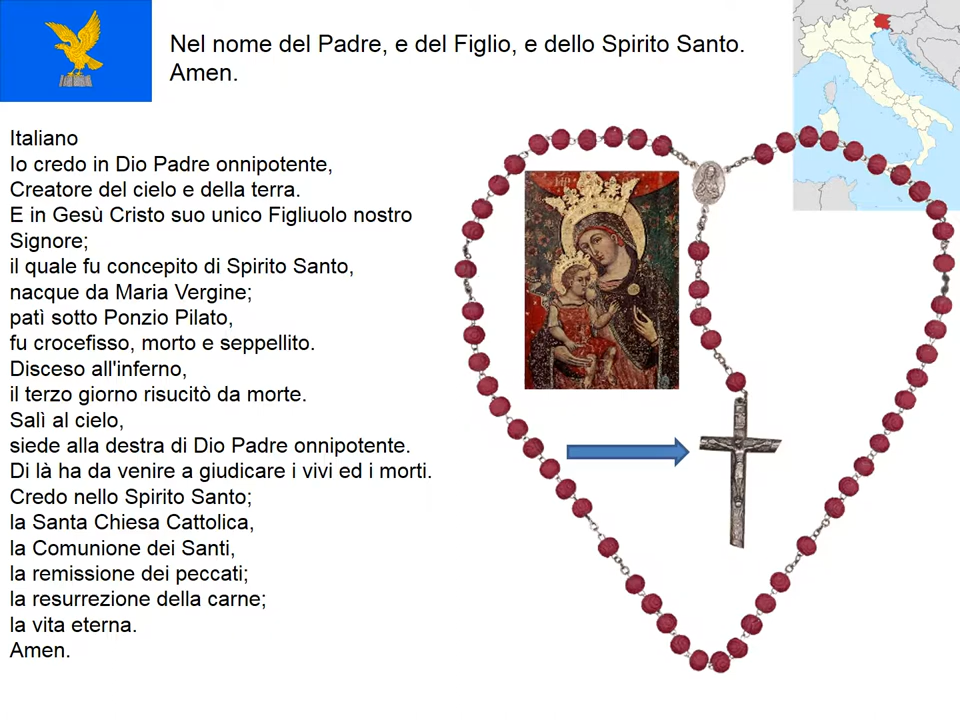 Nel nome del Padre, e del Figlio, e dello Spirito Santo.
Amen.
Italiano
Io credo in Dio Padre onnipotente,
Creatore del cielo e della terra.
E in Gesù Cristo suo unico Figliuolo nostro
Signore;
il quale fu concepito di Spirito Santo,
nacque da Maria Vergine;
patì sotto Ponzio Pilato,
fu crocefisso, morto e seppellito.
Disceso all'inferno,
il terzo giorno risucitò da morte.
Salì al cielo,
siede alla destra di Dio Padre onnipotente.
Di là ha da venire a giudicare i vivi ed i morti.
Credo nello Spirito Santo;
la Santa Chiesa Cattolica,
la Comunione dei Santi,
la remissione dei peccati;
la resurrezione della carne;
la vita eterna.
Amen.